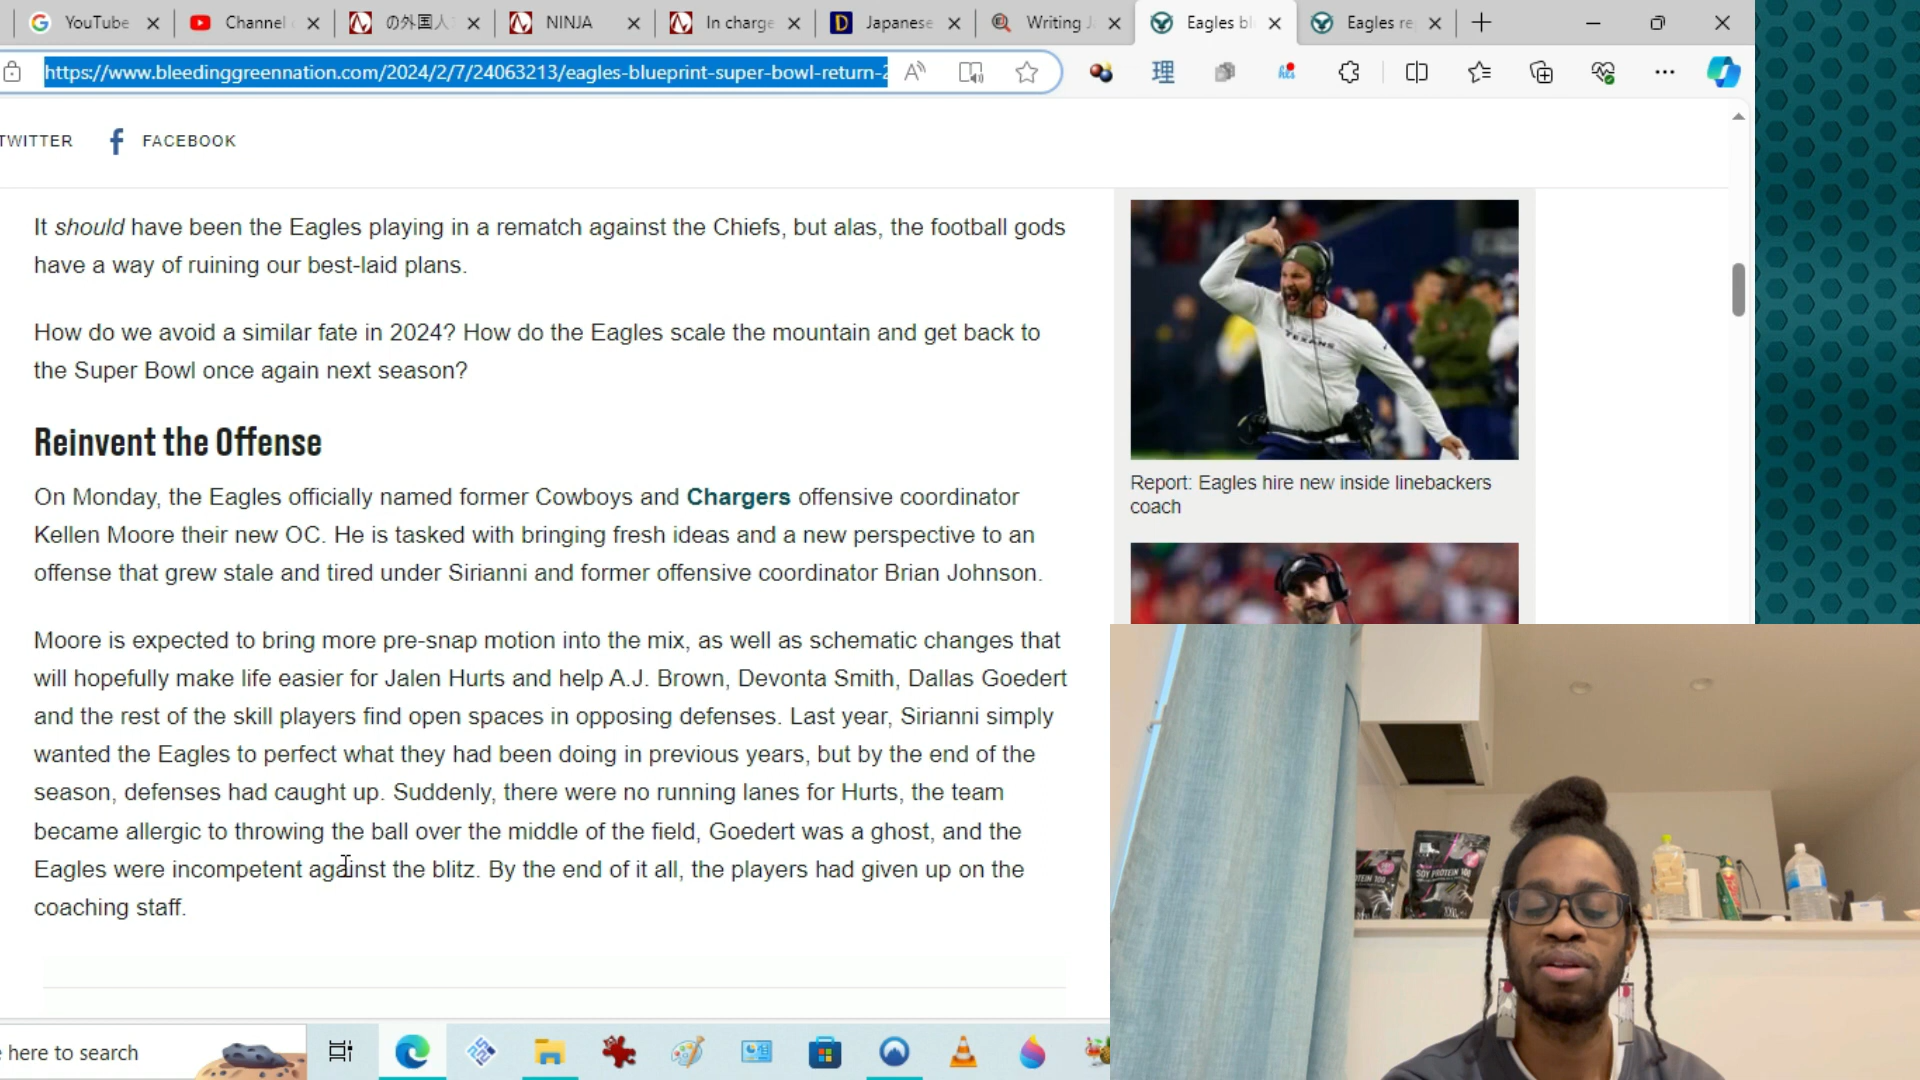 YouTube
Channel
の外国人
NINJA
In charge
Japanese
Writing J
Eagles bl
Eagles re
https://www.bleedinggreennation.com/2024/2/7/24063213/eagles-blueprint-super-bowl-return-2
TWITTER
FACEBOOK
It should have been the Eagles playing in a rematch against the Chiefs, but alas, the football gods
have a way of ruining our best-laid plans.
How do we avoid a similar fate in 2024? How do the Eagles scale the mountain and get back to
the Super Bowl once again next season?
Reinvent the Offense
On Monday, the Eagles officially named former Cowboys and Chargers offensive coordinator
Kellen Moore their new OC. He is tasked with bringing fresh ideas and a new perspective to an
offense that grew stale and tired under Sirianni and former offensive coordinator Brian Johnson.
Moore is expected to bring more pre-snap motion into the mix, as well as schematic changes that
will hopefully make life easier for Jalen Hurts and help A.J. Brown, Devonta Smith, Dallas Goedert
and the rest of the skill players find open spaces in opposing defenses. Last year, Sirianni simply
wanted the Eagles to perfect what they had been doing in previous years, but by the end of the
season, defenses had caught up. Suddenly, there were no running lanes for Hurts, the team
became allergic to throwing the ball over the middle of the field, Goedert was a ghost, and the
Eagles were incompetent against the blitz. By the end of it all, the players had given up on the
coaching staff.
TEXANS
Report: Eagles hire new inside linebackers
coach
TEIN 100
SOY PROTEIN 100
here to search
理